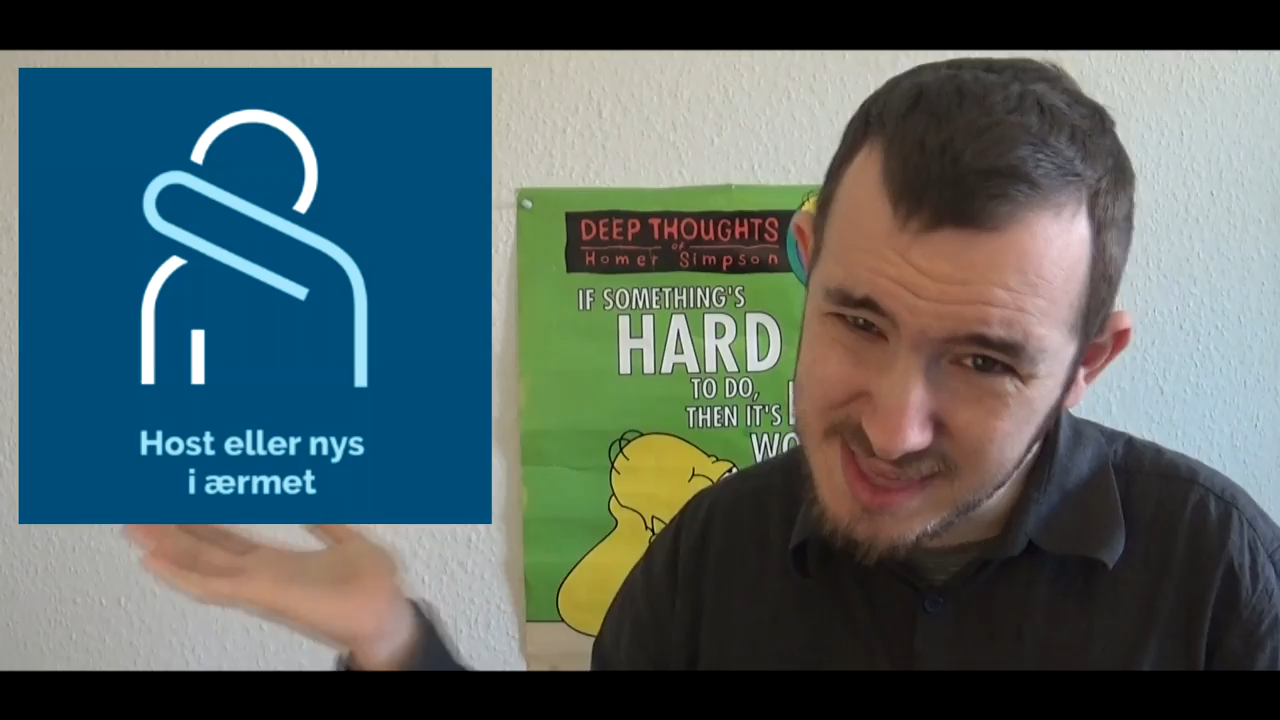 Host eller nys
i ærmet
DEEP THOUGHTS
of
Homer Simpson
IF SOMETHING'S
HARD
TO DO,
THEN IT'S